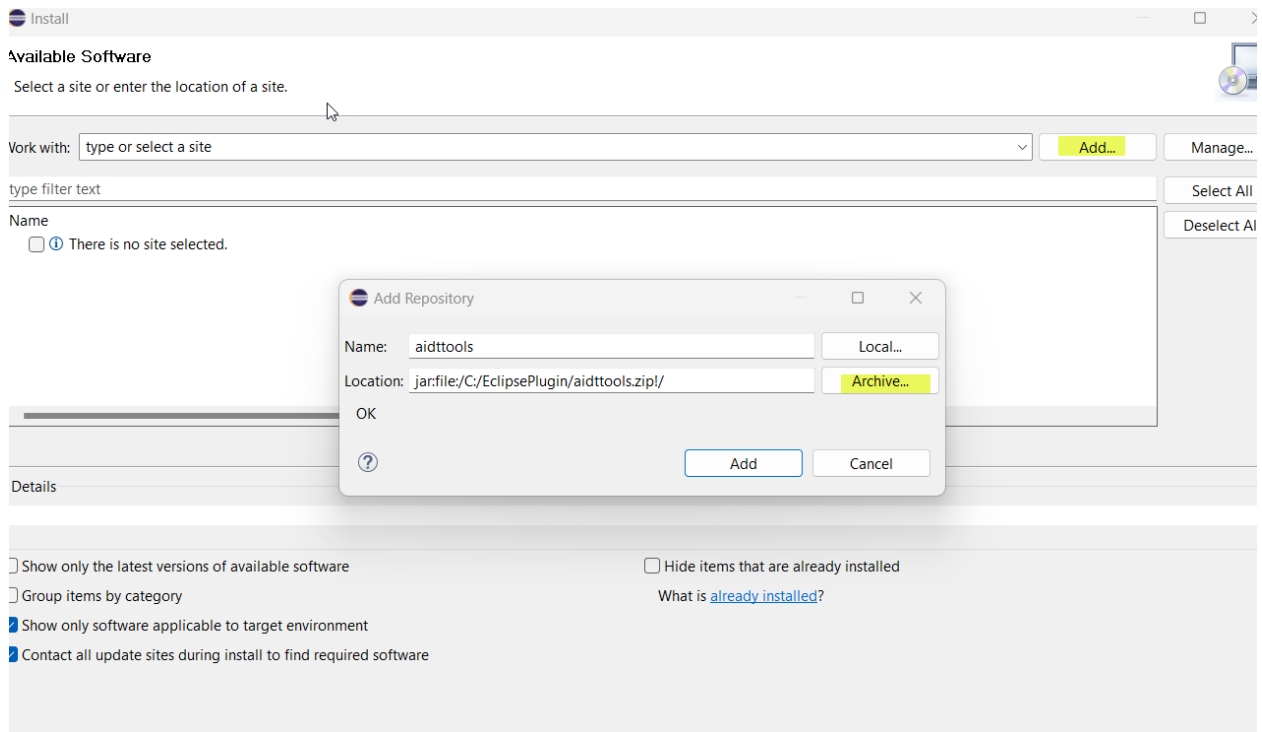 Install
Available Software
Select a site or enter the location of a site.
Work with: type or select a site Add... Manage...
type filter text Select All
Name Deselect Al
There is no site selected.
Add Repository
Name: aidttools Local...
Location: jar:file:/C:/EclipsePlugin/aidttools.zip!/ Archive...
OK
Add Cancel
Details
Show only the latest versions of available software Hide items that are already installed
Group items by category What is already installed?
Show only software applicable to target environment
Contact all update sites during install to find required software